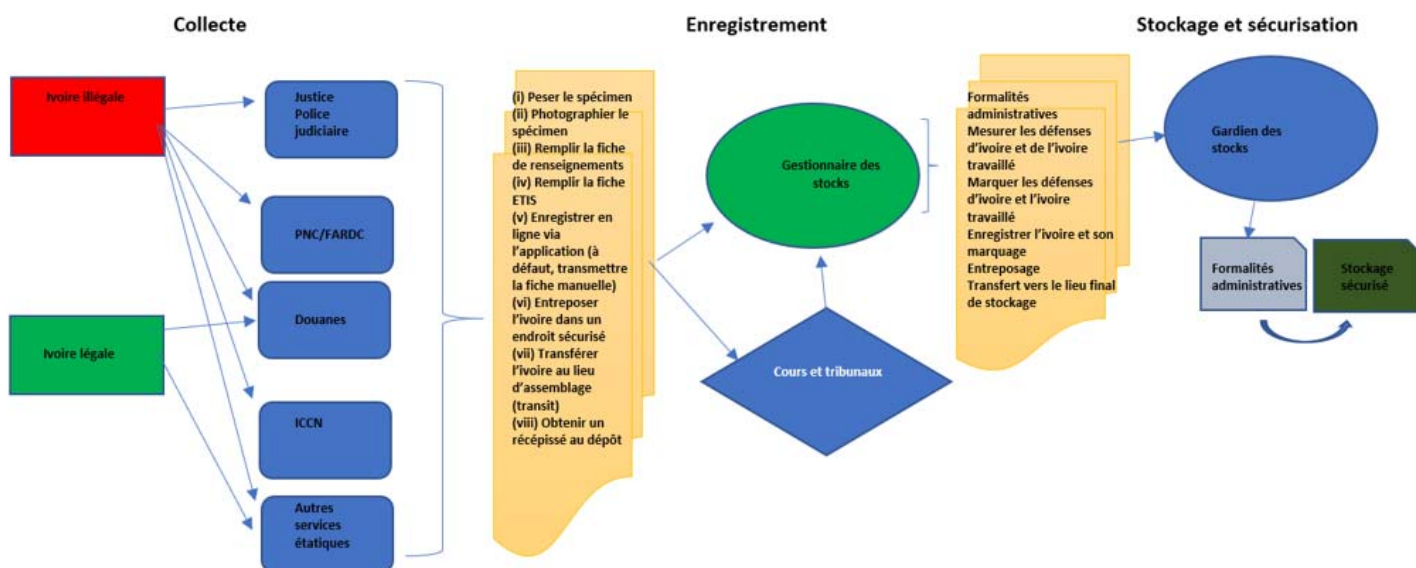 Collecte
Enregistrement
Stockage et sécurisation
Ivoire illégale
Ivoire légale
Justice
Police
judiciaire
PNC/FARDC
Douanes
ICCN
Autres
services
étatiques
(i) Peser le spécimen
(ii) Photographier le
spécimen
(iii) Remplir la fiche
de renseignements
(iv) Remplir la fiche
ETIS
(v) Enregistrer en
ligne via
l'application (à
défaut, transmettre
la fiche manuelle)
(vi) Entreposer
l'ivoire dans un
endroit sécurisé
(vii) Transférer
l'ivoire au lieu
d'assemblage
(transit)
(viii) Obtenir un
récépissé au dépôt
Gestionnaire des
stocks
Cours et tribunaux
Formalités
administratives
Mesurer les défenses
d'ivoire et de l'ivoire
travaillé
Marquer les défenses
d'ivoire et l'ivoire
travaillé
Enregistrer l'ivoire et son
marquage
Entreposage
Transfert vers le lieu final
de stockage
Gardien des
stocks
Formalités
administratives
Stockage
sécurisé